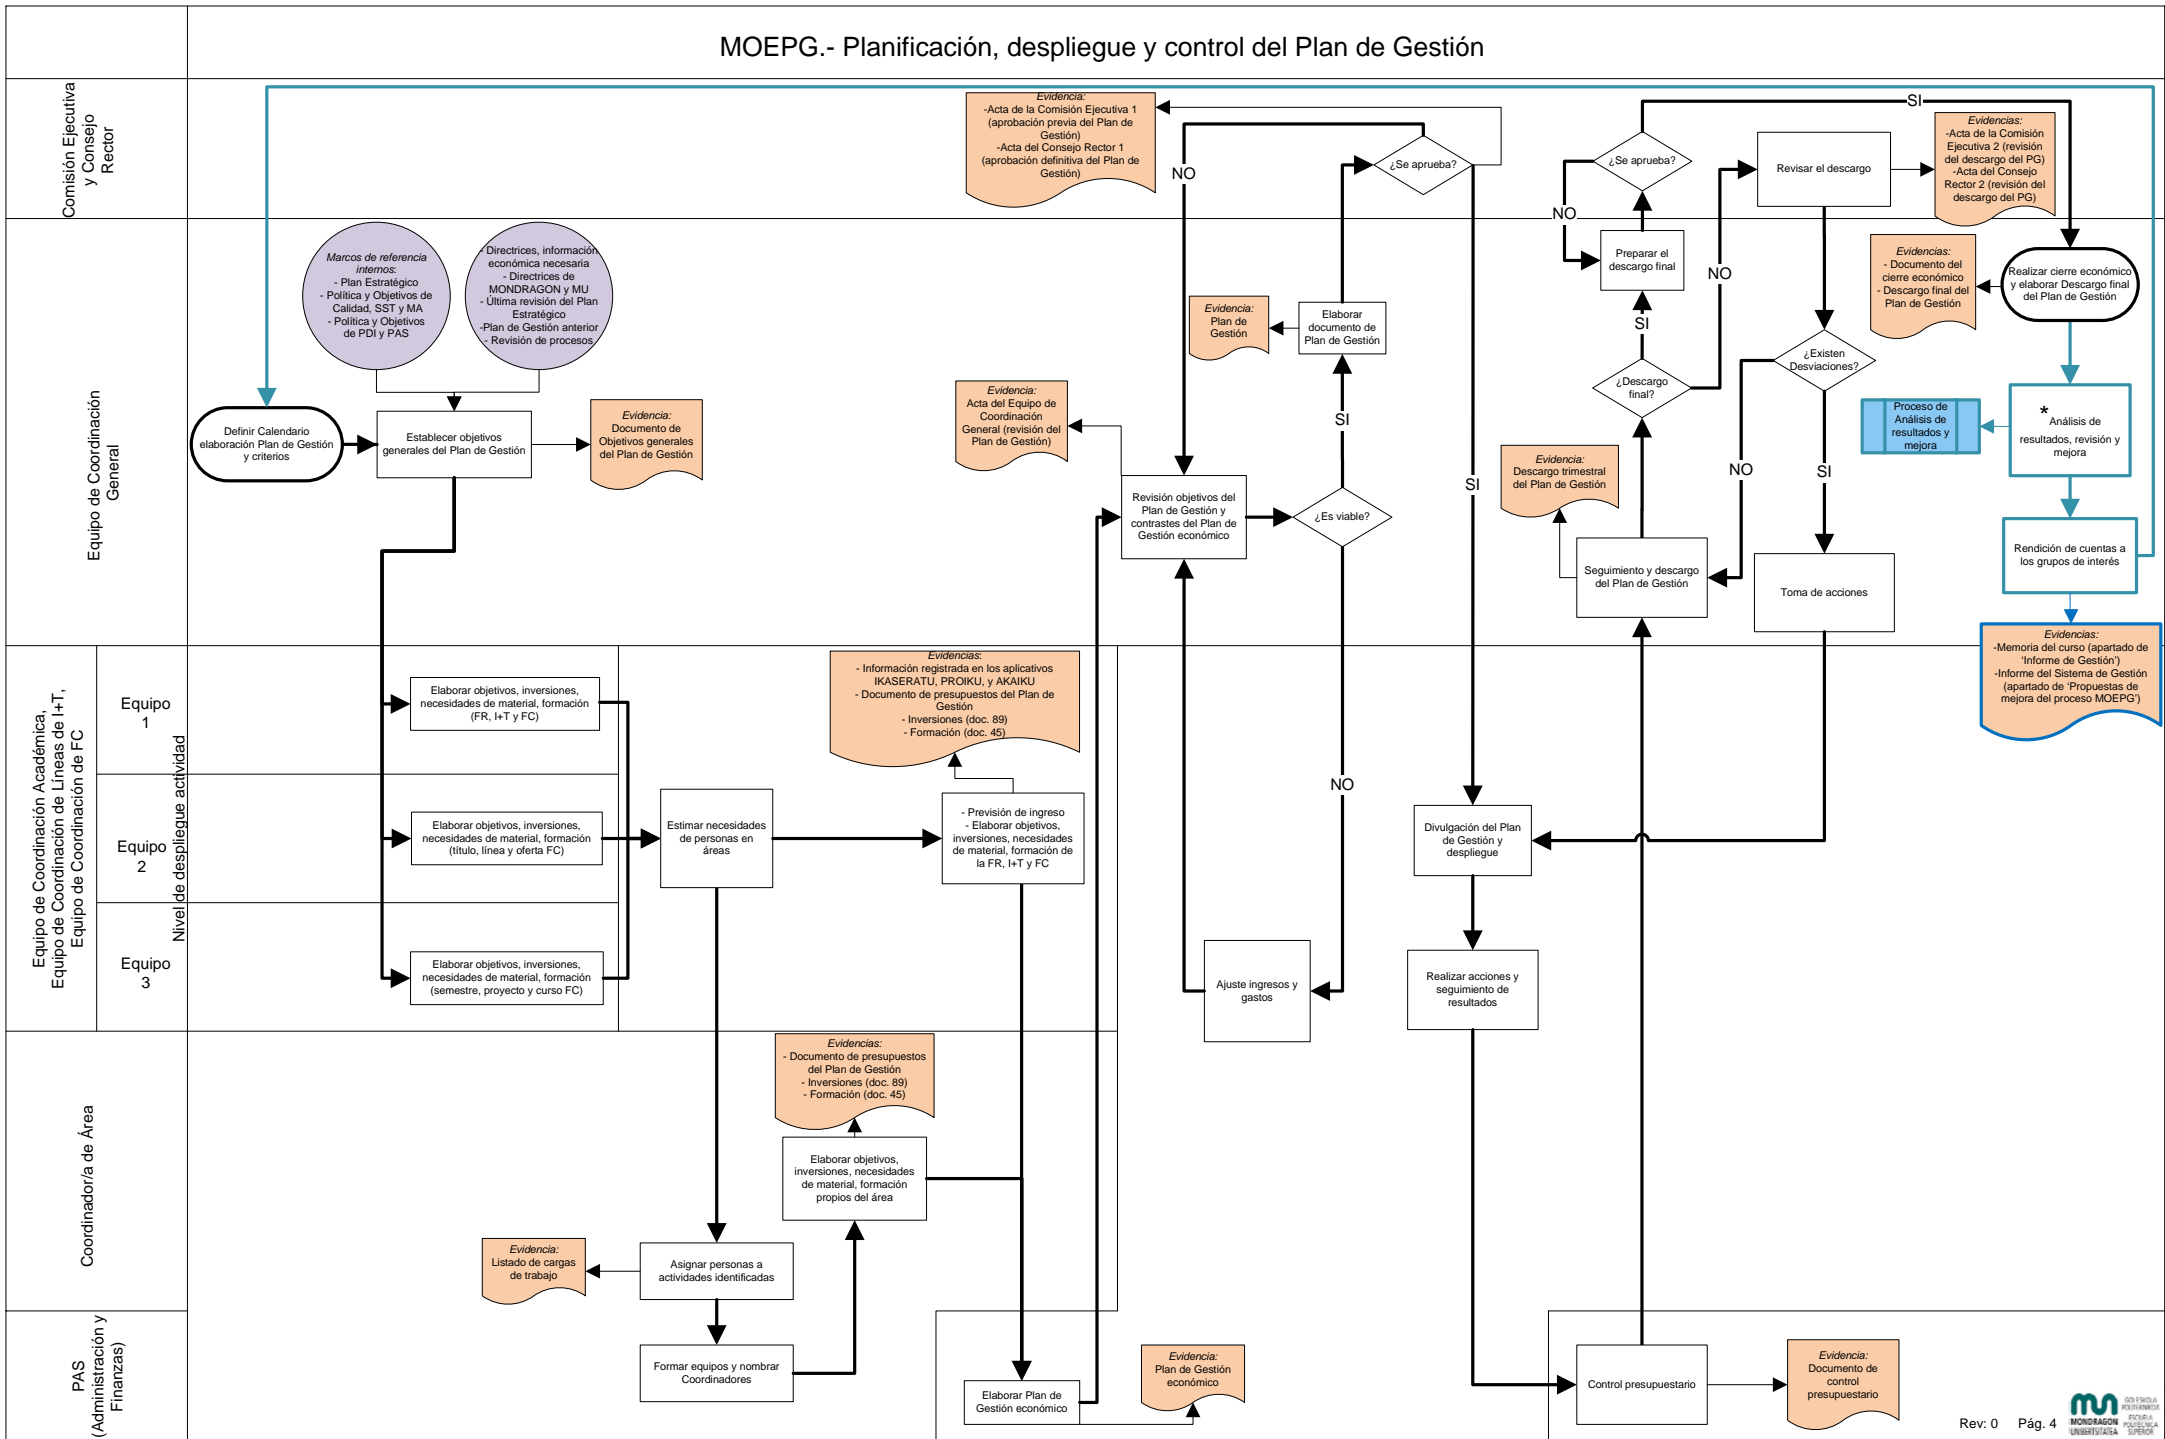 MOEPG.- Planificación, despliegue y control del Plan de Gestión
Comisión Ejecutiva
y Consejo
Rector
Evidencia:
-Acta de la Comisión Ejecutiva 1
(aprobación previa del Plan de
Gestión)
-Acta del Consejo Rector 1
(aprobación definitiva del Plan de
Gestión)
NO
¿Se aprueba?
SI
¿Se aprueba?
NO
Revisar el descargo
Evidencias:
-Acta de la Comisión
Ejecutiva 2 (revisión
del descargo del PG)
-Acta del Consejo
Rector 2 (revisión del
descargo del PG)
Equipo de Coordinación
General
Marcos de referencia
internos:
- Plan Estratégico
- Política y Objetivos de
Calidad, SST y MA
- Política y Objetivos
de PDI y PAS
- Directrices, información
económica necesaria
- Directrices de
MONDRAGON y MU
- Última revisión del Plan
Estratégico
-Plan de Gestión anterior
- Revisión de procesos
Definir Calendario
elaboración Plan de Gestión
y criterios
Establecer objetivos
generales del Plan de Gestión
Evidencia:
Documento de
Objetivos generales
del Plan de Gestión
Evidencia:
Acta del Equipo de
Coordinación
General (revisión del
Plan de Gestión)
Evidencia:
Plan de
Gestión
Elaborar
documento de
Plan de Gestión
SI
Revisión objetivos del
Plan de Gestión y
contrastes del Plan de
Gestión económico
¿Es viable?
SI
Preparar el
descargo final
SI
NO
¿Descargo
final?
Evidencia:
Descargo trimestral
del Plan de Gestión
Seguimiento y descargo
del Plan de Gestión
NO
¿Existen
Desviaciones?
SI
Toma de acciones
Evidencias:
- Documento del
cierre económico
- Descargo final del
Plan de Gestión
Realizar cierre económico
y elaborar Descargo final
del Plan de Gestión
Proceso de
Análisis de
resultados y
mejora
* Análisis de
resultados, revisión y
mejora
Rendición de cuentas a
los grupos de interés
Evidencias:
-Memoria del curso (apartado de
‘Informe de Gestión’)
-Informe del Sistema de Gestión
(apartado de ‘Propuestas de
mejora del proceso MOEPG’)
Equipo de Coordinación Académica,
Equipo de Coordinación de Líneas de I+T,
Equipo de Coordinación de FC
Equipo
1
Equipo
2
Equipo
3
Nivel de despliegue actividad
Elaborar objetivos, inversiones,
necesidades de material, formación
(FR, I+T y FC)
Elaborar objetivos, inversiones,
necesidades de material, formación
(título, línea y oferta FC)
Elaborar objetivos, inversiones,
necesidades de material, formación
(semestre, proyecto y curso FC)
Estimar necesidades
de personas en
áreas
Evidencias:
- Información registrada en los aplicativos
IKASERATU, PROIKU, y AKAIKU
- Documento de presupuestos del Plan de
Gestión
- Inversiones (doc. 89)
- Formación (doc. 45)
- Previsión de ingreso
- Elaborar objetivos,
inversiones, necesidades
de material, formación de
la FR, I+T y FC
NO
Ajuste ingresos y
gastos
Divulgación del Plan
de Gestión y
despliegue
Realizar acciones y
seguimiento de
resultados
Coordinador/a de Área
Evidencias:
- Documento de presupuestos
del Plan de Gestión
- Inversiones (doc. 89)
- Formación (doc. 45)
Elaborar objetivos,
inversiones, necesidades
de material, formación
propios del área
Evidencia:
Listado de cargas
de trabajo
Asignar personas a
actividades identificadas
PAS
(Administración y
Finanzas)
Formar equipos y nombrar
Coordinadores
Elaborar Plan de
Gestión económico
Evidencia:
Plan de Gestión
económico
Control presupuestario
Evidencia:
Documento de
control
presupuestario
Rev: 0 Pág. 4
MONDRAGON
UNIBERTSITATEA
GOI ESKOLA
POLITEKNIKOA
ESCUELA
POLITÉCNICA
SUPERIOR